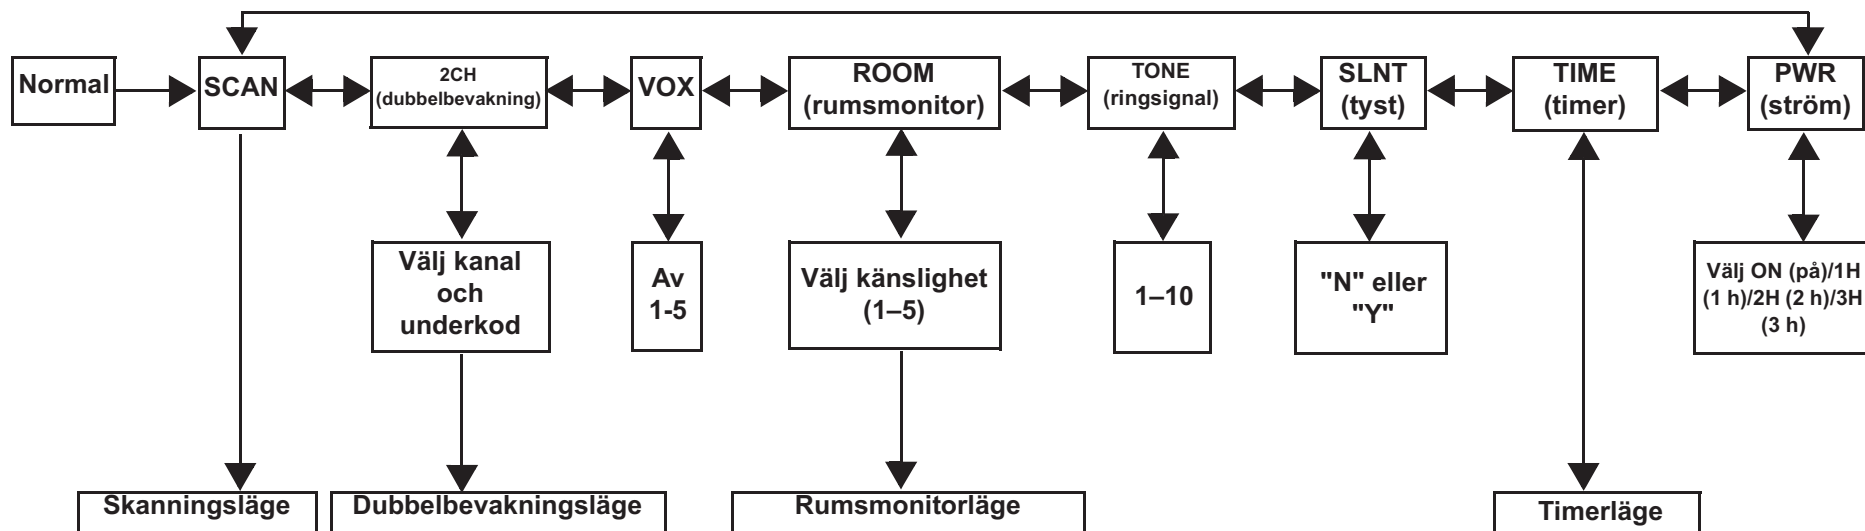 Normal
SCAN
2CH
(dubbelbevakning)
VOX
ROOM
(rumsmonitor)
TONE
(ringsignal)
SLNT
(tyst)
TIME
(timer)
PWR
(ström)
Välj kanal
och
underkod
Av
1-5
Välj känslighet
(1–5)
1–10
"N" eller
"Y"
Välj ON (på)/1H
(1 h)/2H (2 h)/3H
(3 h)
Skanningsläge
Dubbelbevakningsläge
Rumsmonitorläge
Timerläge